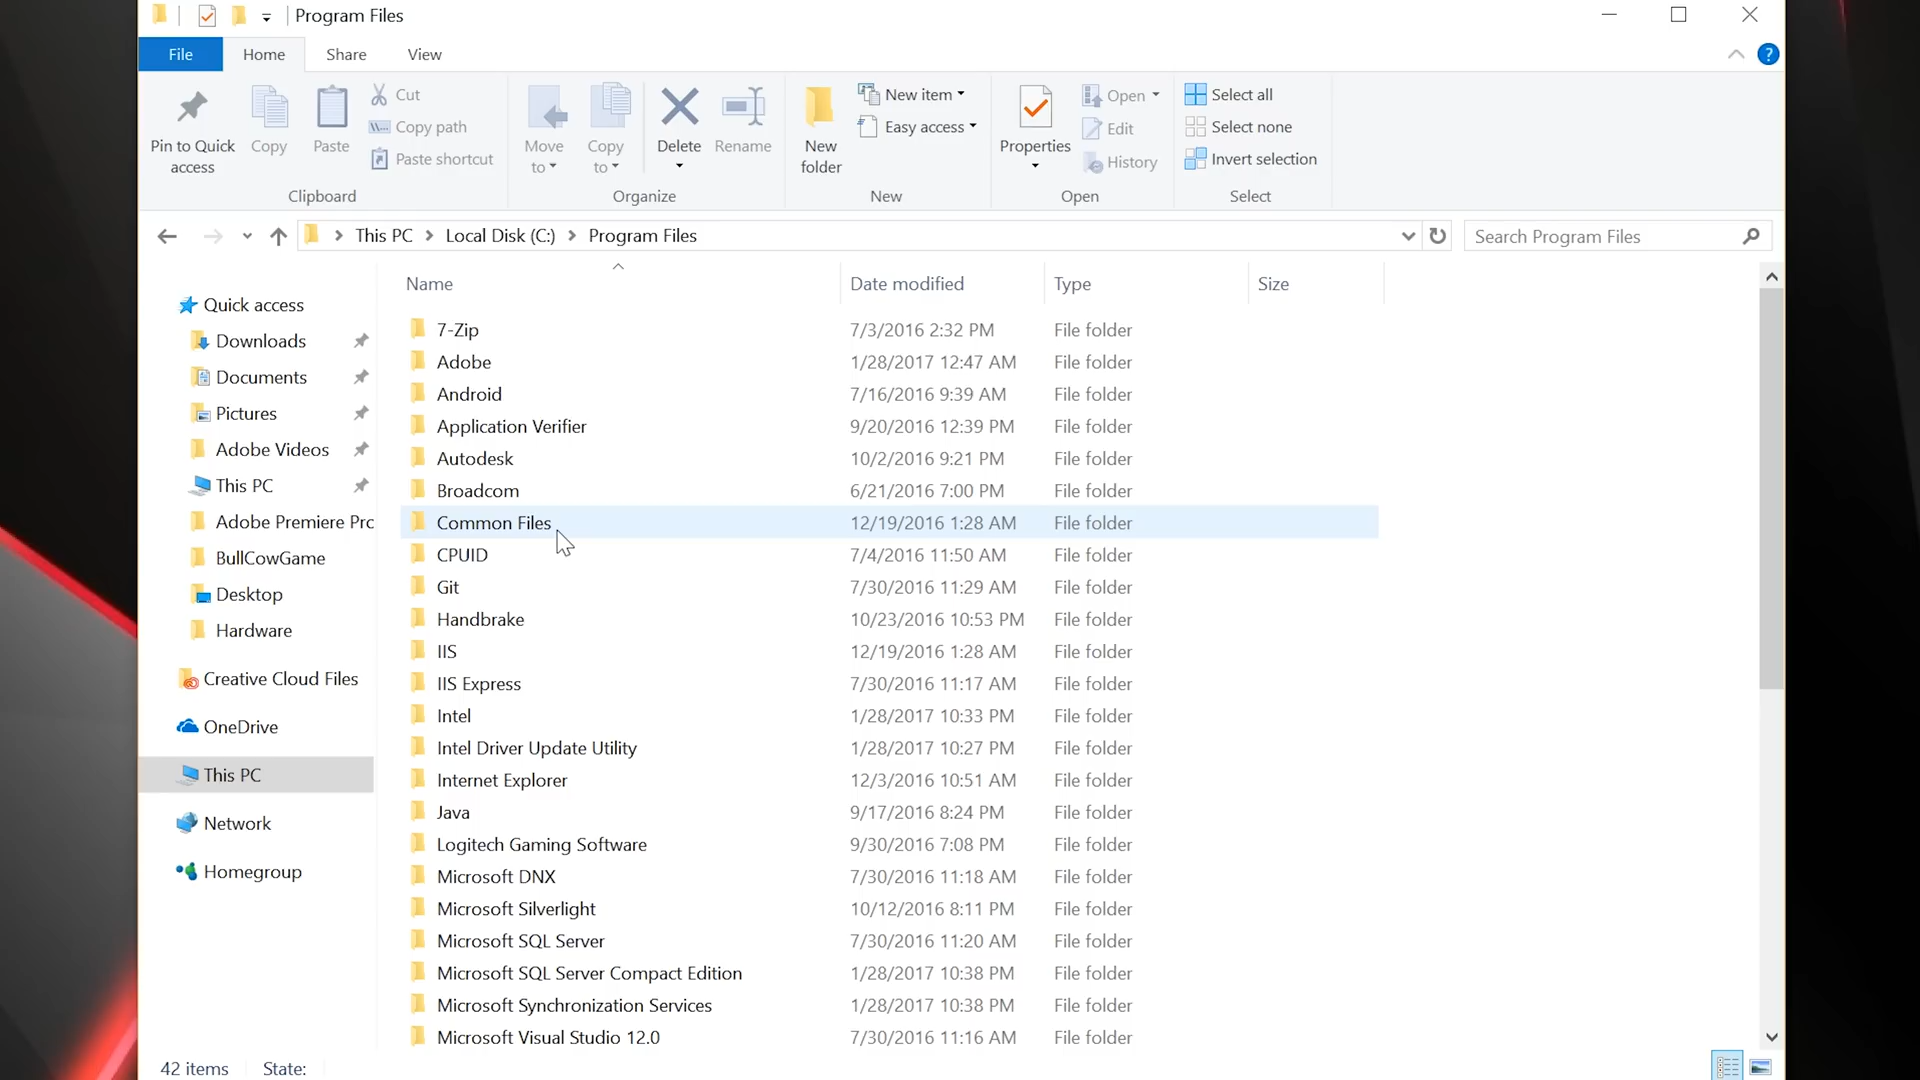 Program Files
File Home Share View
Pin to Quick access
Copy
Paste
Cut
Copy path
Paste shortcut
Clipboard
Move to
Copy to
Delete
Rename
Organize
New folder
New item
Easy access
New
Properties
Open
Edit
History
Open
Select all
Select none
Invert selection
Select
This PC Local Disk (C:) Program Files
Search Program Files
Quick access
Downloads
Documents
Pictures
Adobe Videos
This PC
Adobe Premiere Prc
BullCowGame
Desktop
Hardware
Creative Cloud Files
OneDrive
This PC
Network
Homegroup
Name Date modified Type Size
7-Zip 7/3/2016 2:32 PM File folder
Adobe 1/28/2017 12:47 AM File folder
Android 7/16/2016 9:39 AM File folder
Application Verifier 9/20/2016 12:39 PM File folder
Autodesk 10/2/2016 9:21 PM File folder
Broadcom 6/21/2016 7:00 PM File folder
Common Files 12/19/2016 1:28 AM File folder
CPUID 7/4/2016 11:50 AM File folder
Git 7/30/2016 11:29 AM File folder
Handbrake 10/23/2016 10:53 PM File folder
IIS 12/19/2016 1:28 AM File folder
IIS Express 7/30/2016 11:17 AM File folder
Intel 1/28/2017 10:33 PM File folder
Intel Driver Update Utility 1/28/2017 10:27 PM File folder
Internet Explorer 12/3/2016 10:51 AM File folder
Java 9/17/2016 8:24 PM File folder
Logitech Gaming Software 9/30/2016 7:08 PM File folder
Microsoft DNX 7/30/2016 11:18 AM File folder
Microsoft Silverlight 10/12/2016 8:11 PM File folder
Microsoft SQL Server 7/30/2016 11:20 AM File folder
Microsoft SQL Server Compact Edition 1/28/2017 10:38 PM File folder
Microsoft Synchronization Services 1/28/2017 10:38 PM File folder
Microsoft Visual Studio 12.0 7/30/2016 11:16 AM File folder
42 items State: